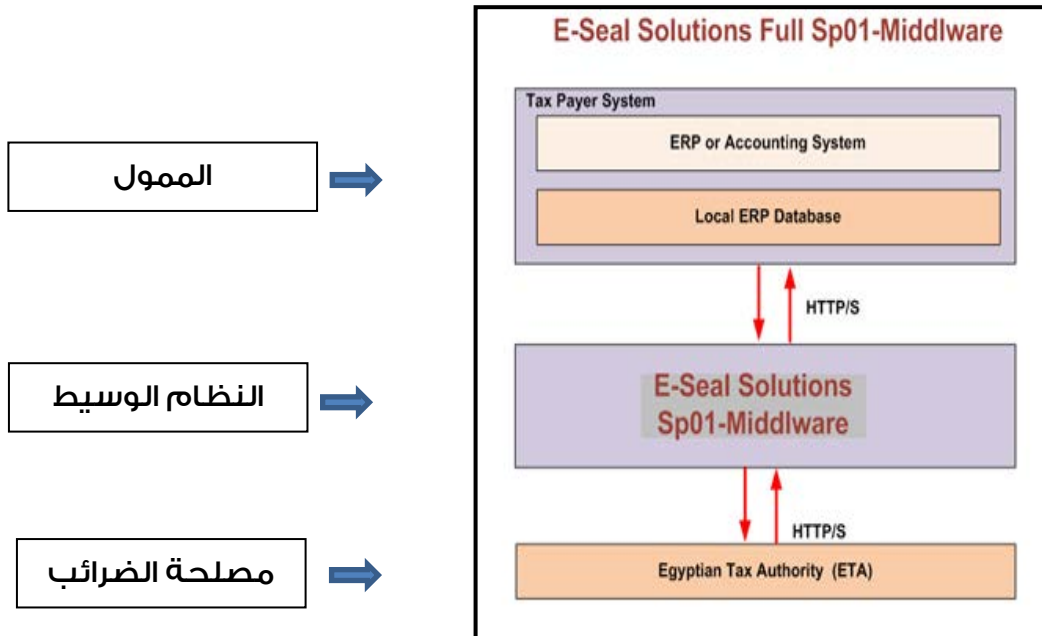 E-Seal Solutions Full Sp01-Middlware
Tax Payer System
ERP or Accounting System
الممول
Local ERP Database
HTTP/S
النظام الوسيط
E-Seal Solutions
Sp01-Middlware
HTTP/S
مصلحة الضرائب
Egyptian Tax Authority (ETA)